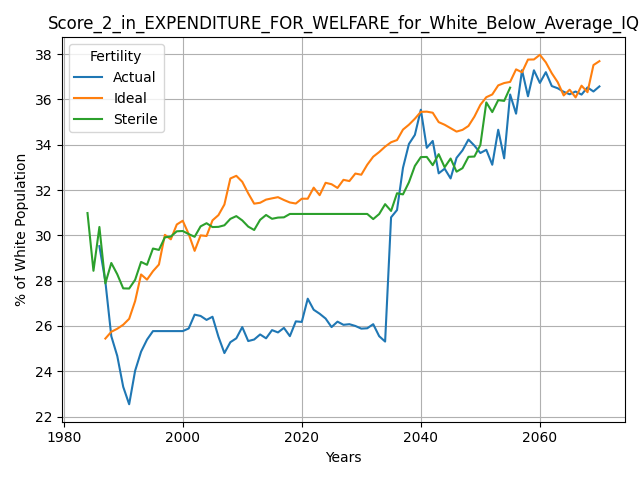 Score_2_in_EXPENDITURE_FOR_WELFARE_for_White_Below_Average_IQ
Fertility
Actual
Ideal
Sterile
38
36
34
32
30
28
26
24
22
% of White Population
1980
2000
2020
2040
2060
Years